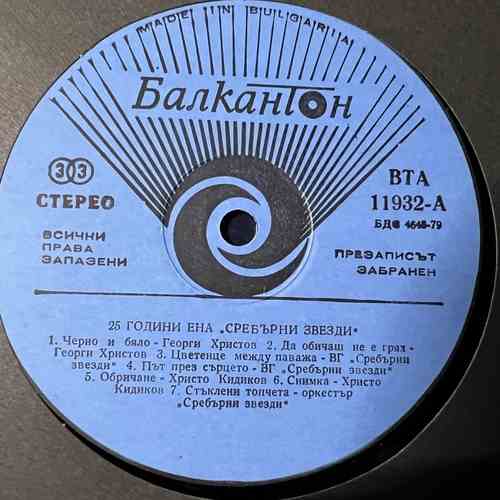 MADE IN BULGARIA
Балкантон
33
СТЕРЕО
ВТА
11932-А
БДС 4645-79
ВСИЧКИ
ПРАВА
ЗАПАЗЕНИ
ПРЕЗАПИСЪТ
ЗАБРАНЕН
25 ГОДИНИ ЕНА „СРЕБЪРНИ ЗВЕЗДИ“
1. Черно и бяло - Георги Христов 2. Да обичаш не е грях -
Георги Христов 3. Цветенце между паважа - ВГ „Сребърни
звезди“ 4. Път през сърцето - ВГ „Сребърни звезди“
5. Обричане - Христо Кидиков 6. Снимка - Христо
Кидиков 7. Стъклени топчета - оркестър
„Сребърни звезди“